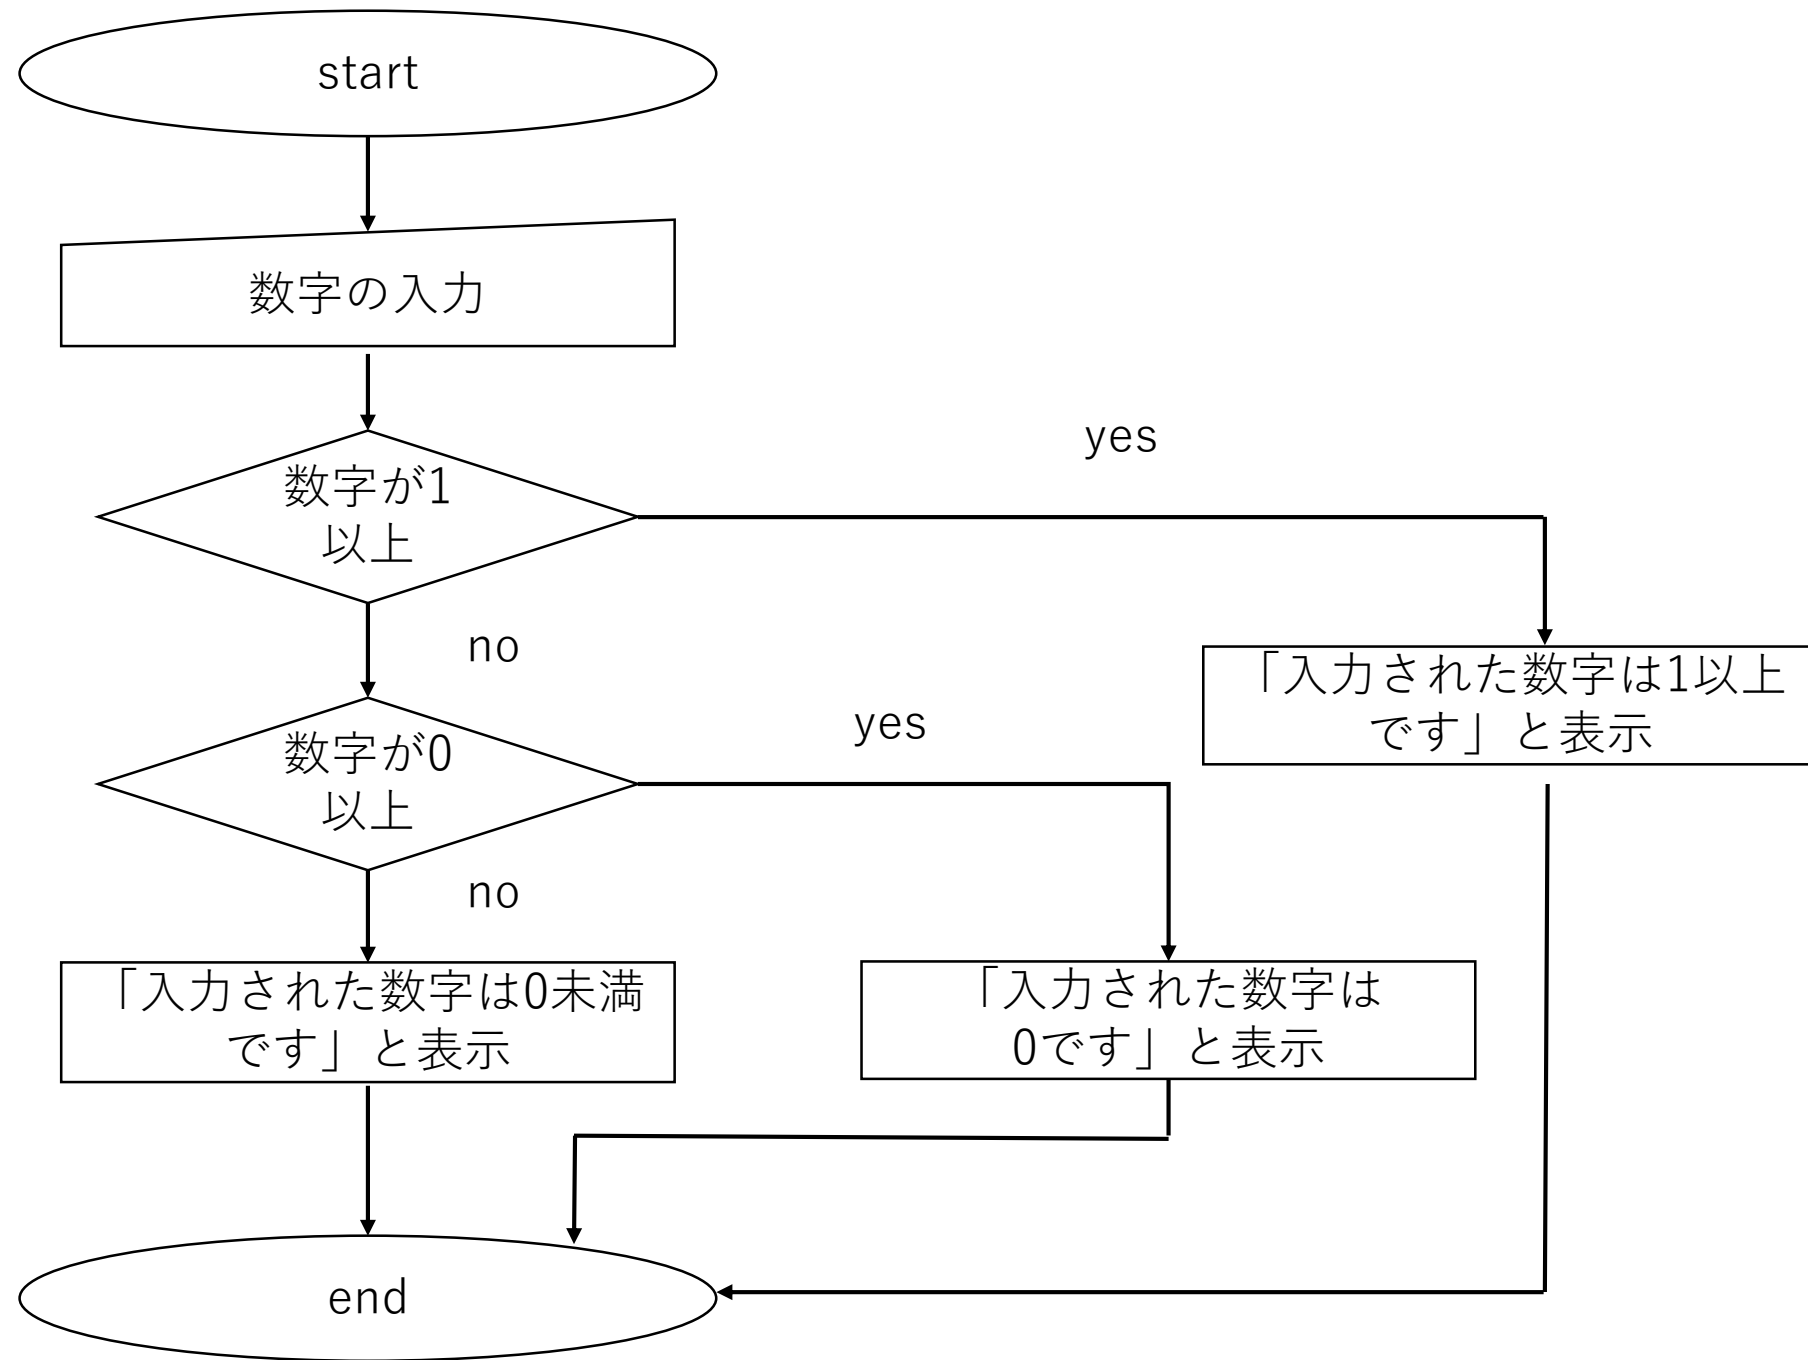 start
数字の入力
yes
数字が1
以上
no
「入力された数字は1以上
です」と表示
yes
数字が0
以上
no
「入力された数字は0未満
です」と表示
「入力された数字は
0です」と表示
end